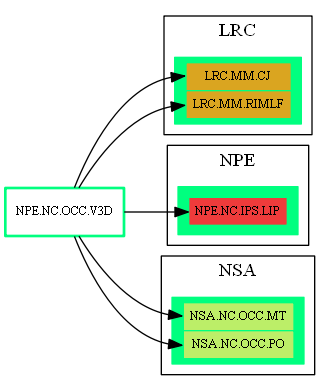 LRC
LRC.MM.CJ
LRC.MM.RIMLF
NPE
NPE.NC.OCC.V3D
NPE.NC.IPS.LIP
NSA
NSA.NC.OCC.MT
NSA.NC.OCC.PO